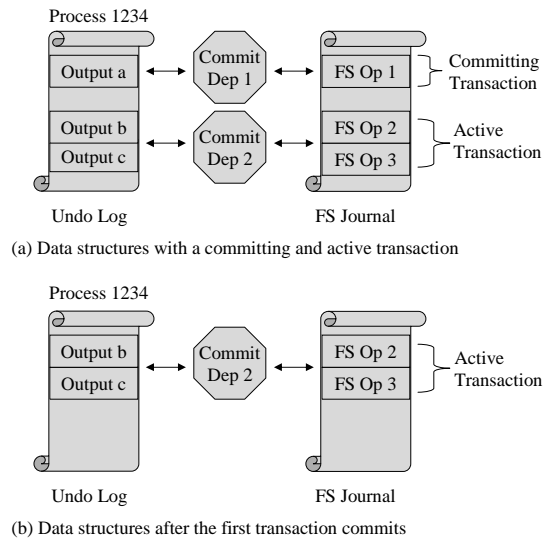 Process 1234
Output a
Commit
Dep 1
FS Op 1
Committing
Transaction
Output b
Output c
Commit
Dep 2
FS Op 2
FS Op 3
Active
Transaction
Undo Log
FS Journal
(a) Data structures with a committing and active transaction
Process 1234
Output b
Output c
Commit
Dep 2
FS Op 2
FS Op 3
Active
Transaction
Undo Log
FS Journal
(b) Data structures after the first transaction commits